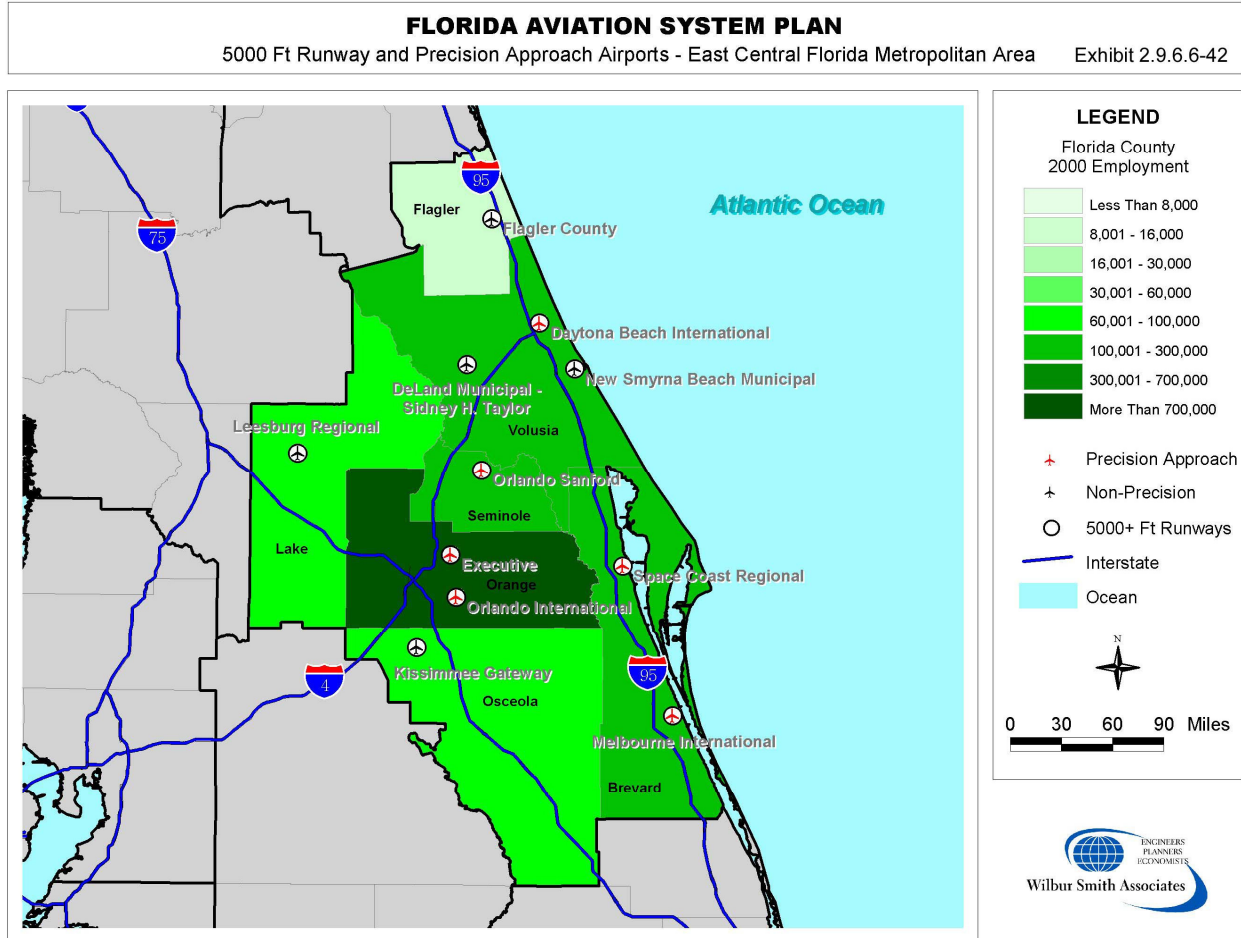 FLORIDA AVIATION SYSTEM PLAN
5000 Ft Runway and Precision Approach Airports - East Central Florida Metropolitan Area
Exhibit 2.9.6.6-42
95
Flagler
Flagler County
Atlantic Ocean
75
Daytona Beach International
New Smyrna Beach Municipal
DeLand Municipal -
Sidney H. Taylor
Volusia
Leesburg Regional
Orlando Sanford
Seminole
Lake
Executive
Orange
Orlando International
Space Coast Regional
Kissimmee Gateway
4
95
Osceola
Melbourne International
Brevard
LEGEND
Florida County
2000 Employment
Less Than 8,000
8,001 - 16,000
16,001 - 30,000
30,001 - 60,000
60,001 - 100,000
100,001 - 300,000
300,001 - 700,000
More Than 700,000
Precision Approach
Non-Precision
5000+ Ft Runways
Interstate
Ocean
N
0 30 60 90 Miles
ENGINEERS
PLANNERS
ECONOMISTS
Wilbur Smith Associates